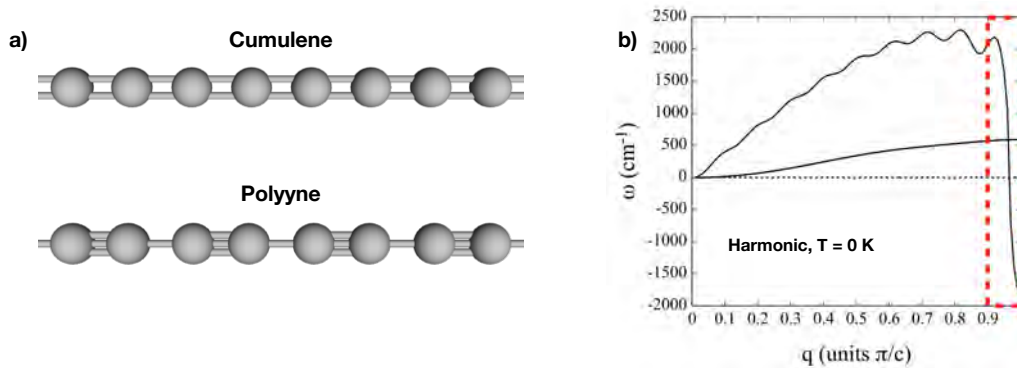 a)
Cumulene
Polyyne
b)
2500
2000
1500
1000
500
0
-500
-1000
-1500
-2000
ω (cm⁻¹)
Harmonic, T = 0 K
0 0.1 0.2 0.3 0.4 0.5 0.6 0.7 0.8 0.9
q (units π/c)